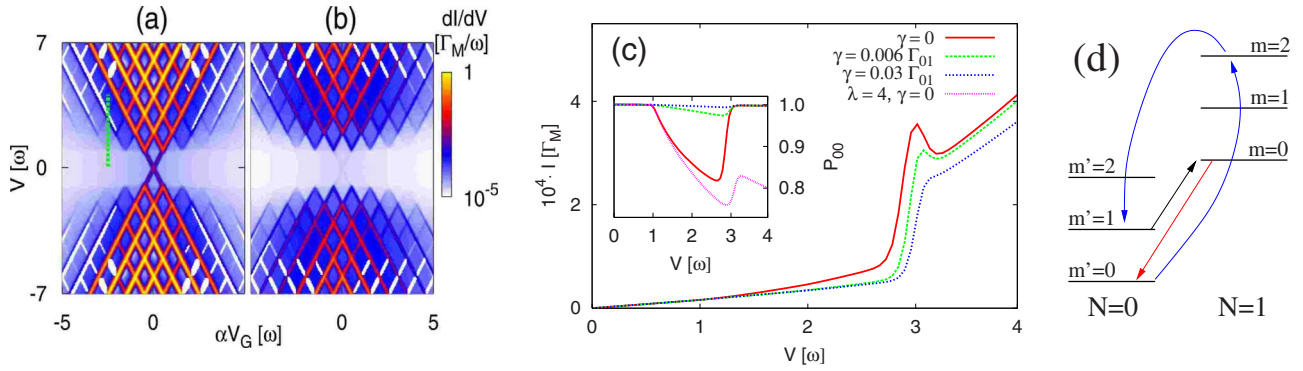 (a)
(b)
dI/dV
[Γ_M/ω]
1
10^-5
V [ω]
7
0
-7
-5
0
0
5
αV_G [ω]
(c)
γ = 0
γ = 0.006 Γ_01
γ = 0.03 Γ_01
λ = 4, γ = 0
10^4 · I [Γ_M]
4
2
0
0
1
2
3
4
V [ω]
1.0
0.9
0.8
P_00
0
1
2
3
4
V [ω]
(d)
m=2
m=1
m=0
m'=2
m'=1
m'=0
N=0
N=1